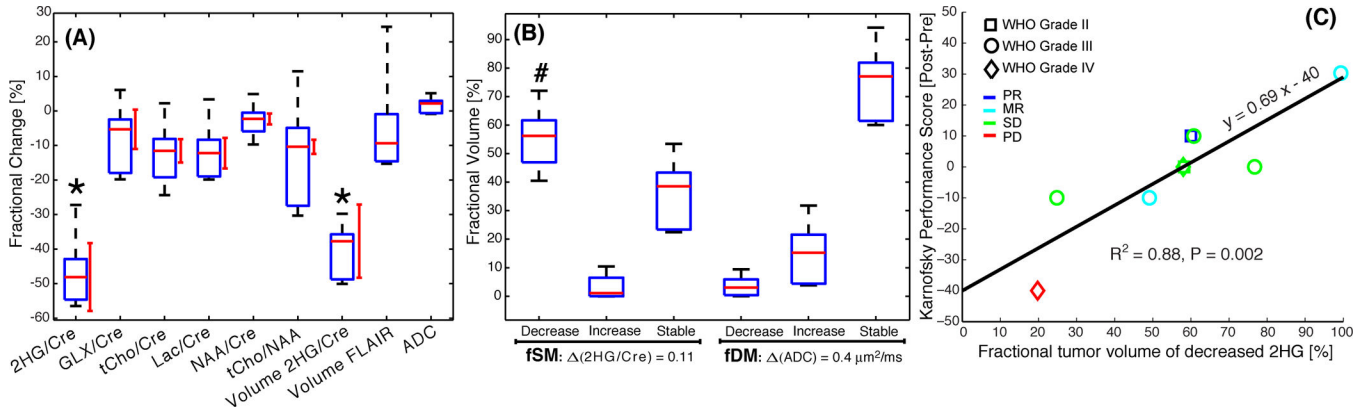 (A)
Fractional Change [%]
30
20
10
0
-10
-20
-30
-40
-50
-60
*
*
2HG/Cre
GLX/Cre
tCho/Cre
Lac/Cre
NAA/Cre
tCho/NAA
Volume 2HG/Cre
Volume FLAIR
ADC
(B)
Fractional Volume [%]
90
80
70
60
50
40
30
20
10
0
#
Decrease Increase Stable Decrease Increase Stable
fSM: Δ(2HG/Cre) = 0.11 fDM: Δ(ADC) = 0.4 µm²/ms
(C)
Karnofsky Performance Score [Post-Pre]
50
40
30
20
10
0
−10
−20
−30
−40
−50
WHO Grade II
WHO Grade III
WHO Grade IV
PR
MR
SD
PD
y = 0.69 x - 40
R² = 0.88, P = 0.002
0 20 40 50 60 70 80 90 100
Fractional tumor volume of decreased 2HG [%]